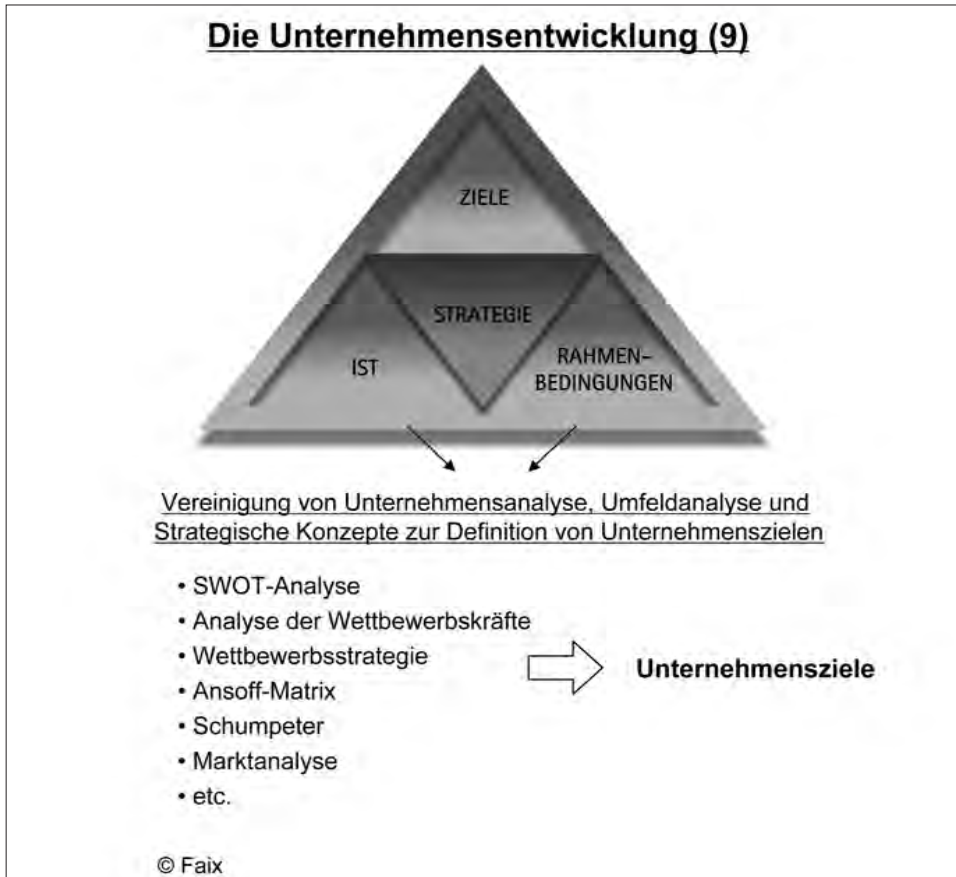 Die Unternehmensentwicklung (9)
ZIELE
STRATEGIE
IST
RAHMEN-
BEDINGUNGEN
Vereinigung von Unternehmensanalyse, Umfeldanalyse und
Strategische Konzepte zur Definition von Unternehmenszielen
• SWOT-Analyse
• Analyse der Wettbewerbskräfte
• Wettbewerbsstrategie
• Ansoff-Matrix
• Schumpeter
• Marktanalyse
• etc.
Unternehmensziele
© Faix